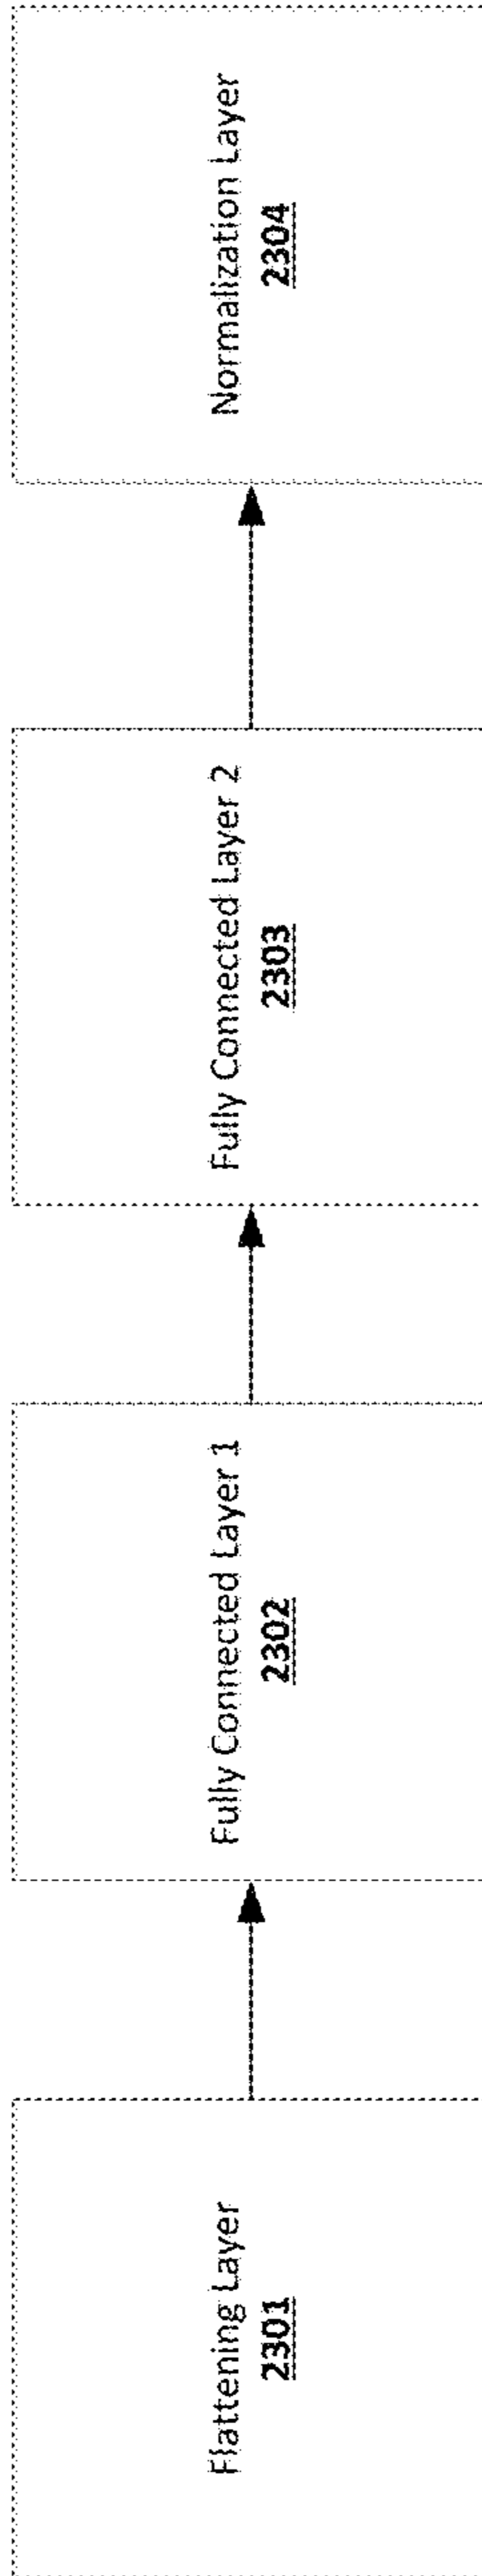 Flattening Layer
2301
Fully Connected Layer 1
2302
Fully Connected Layer 2
2303
Normalization Layer
2304